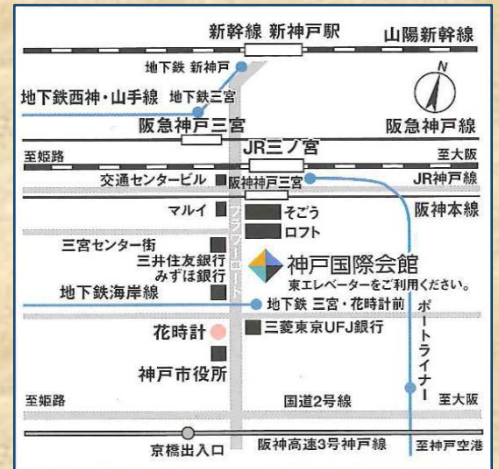 新幹線 新神戸駅
山陽新幹線
地下鉄 新神戸
N
地下鉄西神・山手線
地下鉄三宮
阪急神戸三宮
阪急神戸線
JR三ノ宮
至姫路
至大阪
交通センタービル
阪神神戸三宮
JR神戸線
マルイ
フラワーロード
そごう
阪神本線
ロフト
三宮センター街
三井住友銀行
みずほ銀行
神戸国際会館
東エレベーターをご利用ください。
地下鉄海岸線
地下鉄 三宮・花時計前
ポートライナー
花時計
三菱東京UFJ銀行
神戸市役所
至姫路
国道2号線
至大阪
京橋出入口
阪神高速3号神戸線
至神戸空港